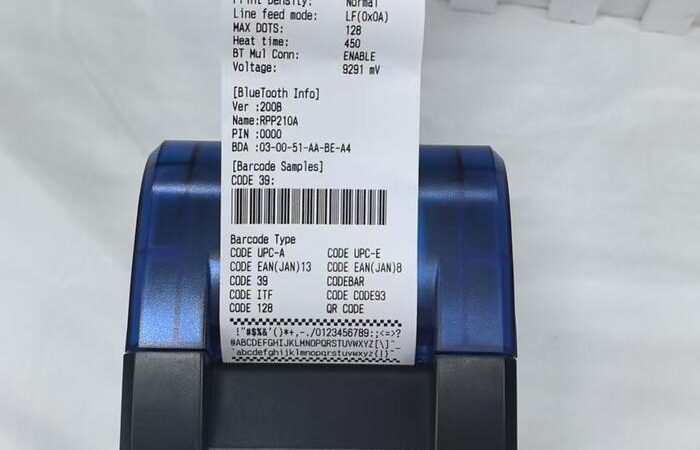 Print Density: Normal
Line feed mode: LF(0x0A)
MAX DOTS: 128
Heat time: 450
BT Mul Conn: ENABLE
Voltage: 9291 mV
[BlueTooth Info]
Ver :200B
Name:RPP210A
PIN :0000
BDA :03-00-51-AA-BE-A4
[Barcode Samples]
CODE 39:
Barcode Type
CODE UPC-A CODE UPC-E
CODE EAN(JAN)13 CODE EAN(JAN)8
CODE 39 CODEBAR
CODE ITF CODE CODE93
CODE 128 QR CODE
!"#$%&'()*+,-./0123456789:;<=>?
@ABCDEFGHIJKLMNOPQRSTUVWXYZ[\]^_
`abcdefghijklmnopqrstuvwxyz{|}~